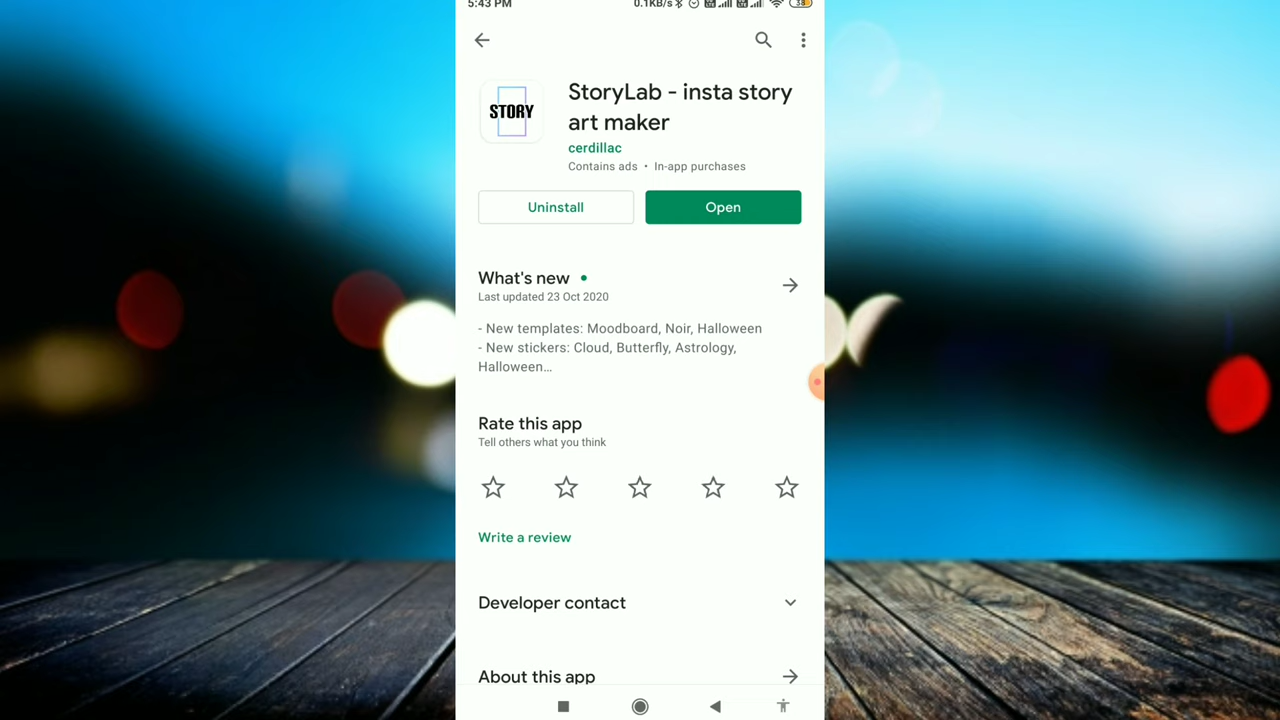 5:43 PM 0.1KB/s 38
STORY
StoryLab - insta story
art maker
cerdillac
Contains ads • In-app purchases
Uninstall
Open
What's new
Last updated 23 Oct 2020
- New templates: Moodboard, Noir, Halloween
- New stickers: Cloud, Butterfly, Astrology,
Halloween...
Rate this app
Tell others what you think
Write a review
Developer contact
About this app